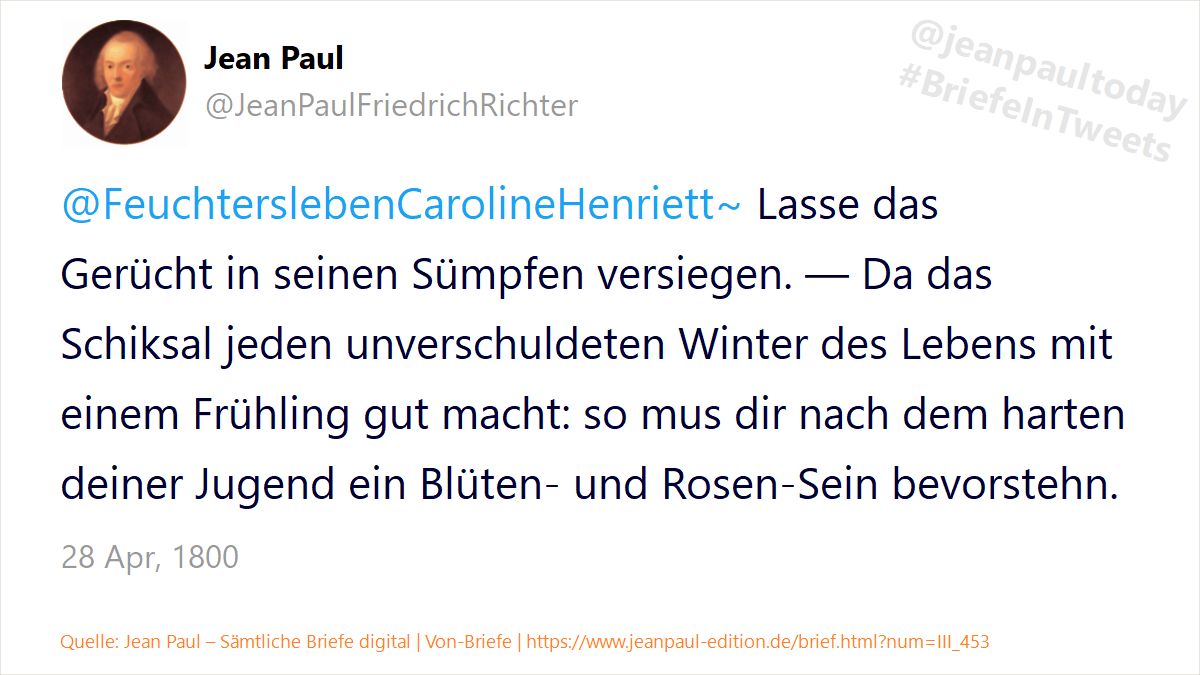 Jean Paul
@JeanPaulFriedrichRichter
@jeanpaultoday
#BriefeInTweets
@FeuchterslebenCarolineHenriett~ Lasse das
Gerücht in seinen Sümpfen versiegen. — Da das
Schiksal jeden unverschuldeten Winter des Lebens mit
einem Frühling gut macht: so mus dir nach dem harten
deiner Jugend ein Blüten- und Rosen-Sein bevorstehn.
28 Apr, 1800
Quelle: Jean Paul – Sämtliche Briefe digital | Von-Briefe | https://www.jeanpaul-edition.de/brief.html?num=III_453